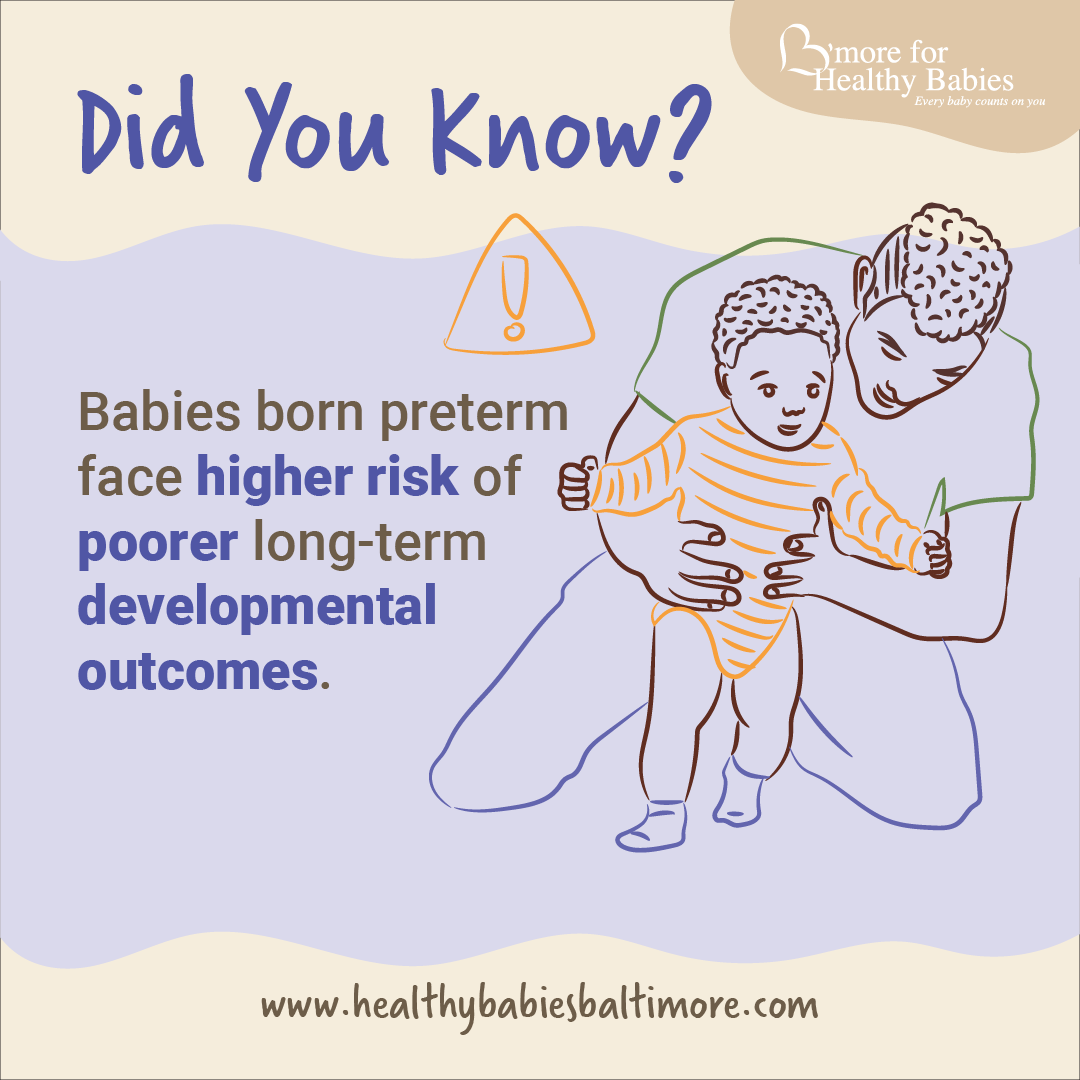 B'more for
Healthy Babies
Every baby counts on you
Did You Know?
Babies born preterm
face higher risk of
poorer long-term
developmental
outcomes.
www.healthybabiesbaltimore.com